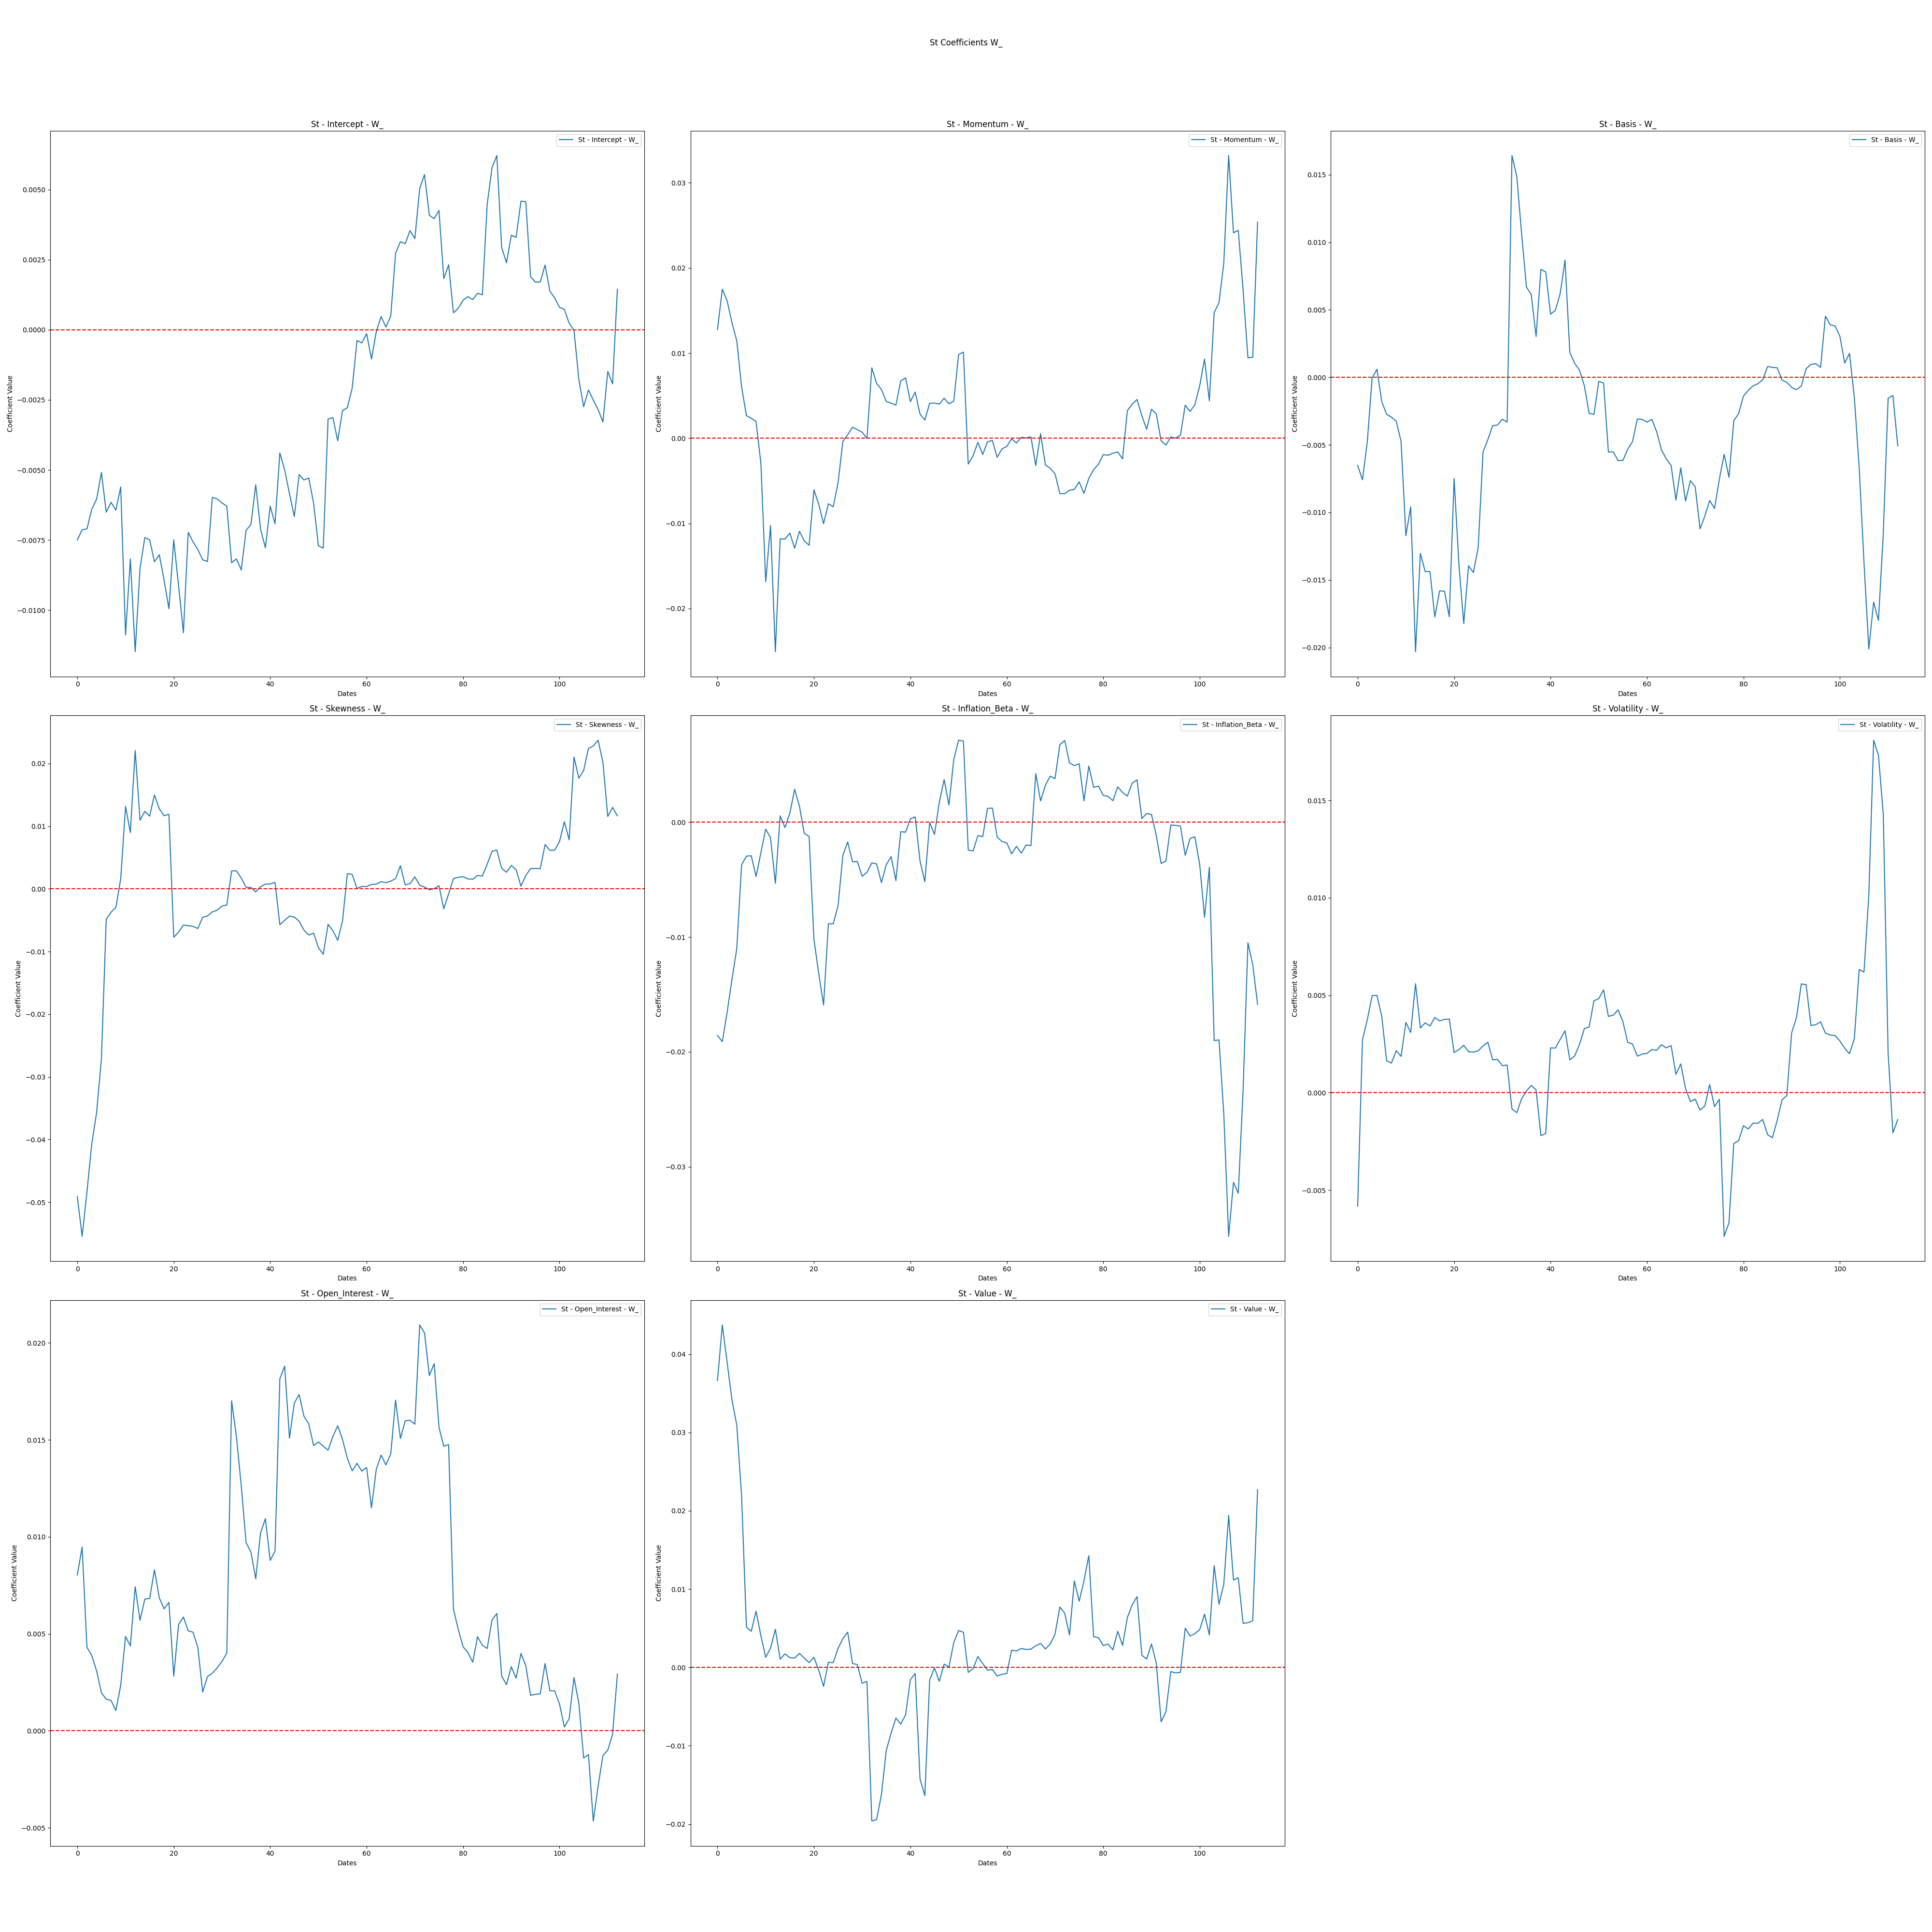 St Coefficients W_
St - Intercept - W_
St - Intercept - W_
0.0050
0.0025
0.0000
−0.0025
−0.0050
−0.0075
−0.0100
Coefficient Value
0 20 40 60 80 100
Dates
St - Momentum - W_
St - Momentum - W_
0.03
0.02
0.01
0.00
−0.01
−0.02
Coefficient Value
0 20 40 60 80 100
Dates
St - Basis - W_
St - Basis - W_
0.015
0.010
0.005
0.000
−0.005
−0.010
−0.015
−0.020
Coefficient Value
0 20 40 60 80 100
Dates
St - Skewness - W_
St - Skewness - W_
0.02
0.01
0.00
−0.01
−0.02
−0.03
−0.04
−0.05
Coefficient Value
0 20 40 60 80 100
Dates
St - Inflation_Beta - W_
St - Inflation_Beta - W_
0.00
−0.01
−0.02
−0.03
Coefficient Value
0 20 40 60 80 100
Dates
St - Volatility - W_
St - Volatility - W_
0.015
0.010
0.005
0.000
−0.005
Coefficient Value
0 20 40 60 80 100
Dates
St - Open_Interest - W_
St - Open_Interest - W_
0.020
0.015
0.010
0.005
0.000
−0.005
Coefficient Value
0 20 40 60 80 100
Dates
St - Value - W_
St - Value - W_
0.04
0.03
0.02
0.01
0.00
−0.01
−0.02
Coefficient Value
0 20 40 60 80 100
Dates